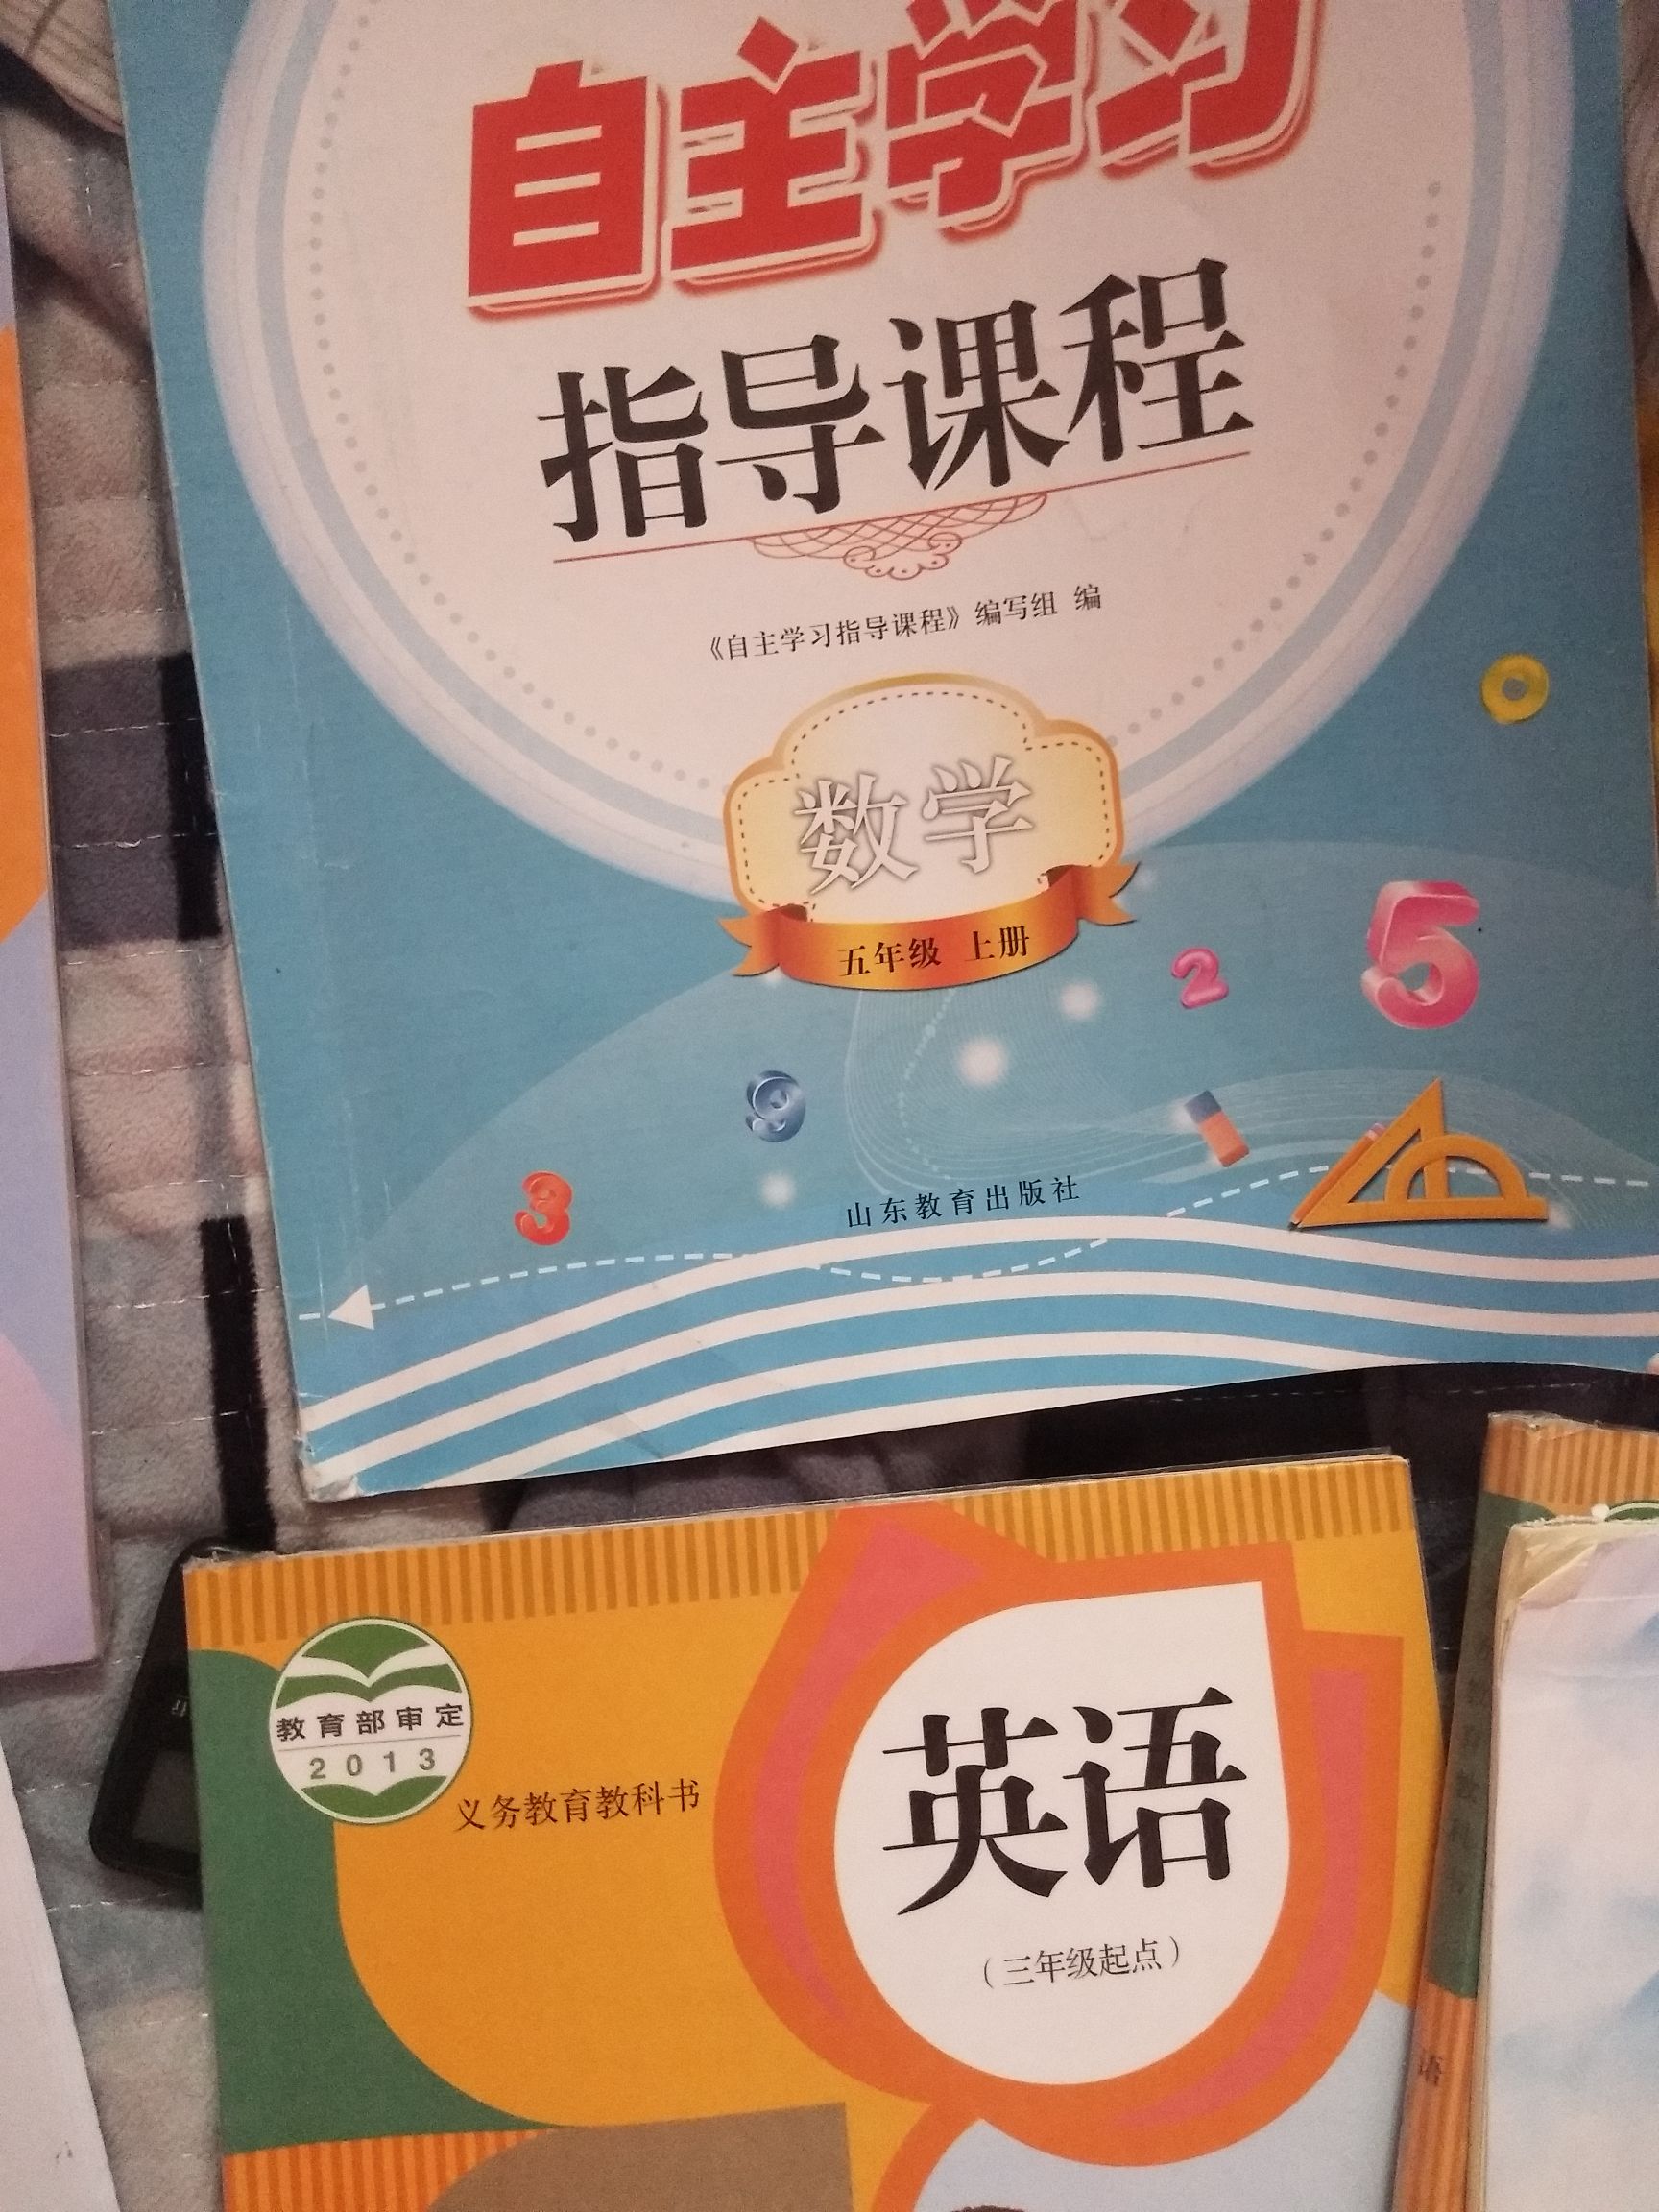 自主学习
指导课程
《自主学习指导课程》编写组 编
数学
五年级 上册
2
5
9
3
山东教育出版社
教育部审定
2013
义务教育教科书
英语
（三年级起点）
语